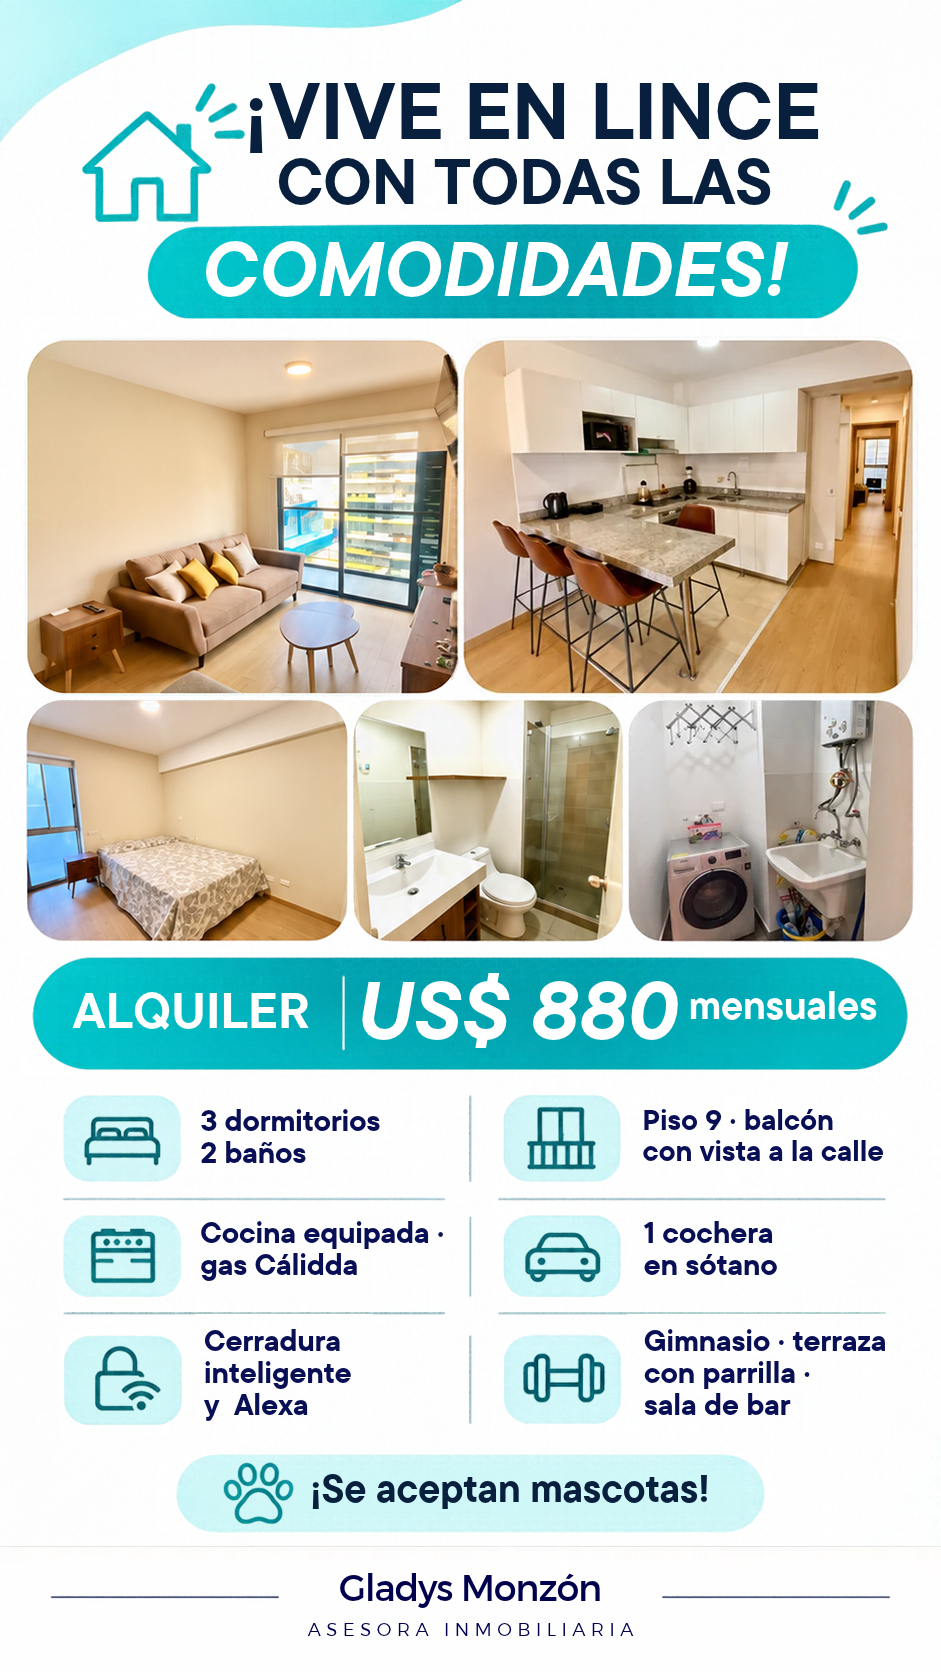 ¡VIVE EN LINCE
CON TODAS LAS
COMODIDADES!
ALQUILER US$ 880 mensuales
3 dormitorios
2 baños
Piso 9 · balcón
con vista a la calle
Cocina equipada ·
gas Cálidda
1 cochera
en sótano
Cerradura
inteligente
y Alexa
Gimnasio · terraza
con parrilla ·
sala de bar
¡Se aceptan mascotas!
Gladys Monzón
ASESORA INMOBILIARIA